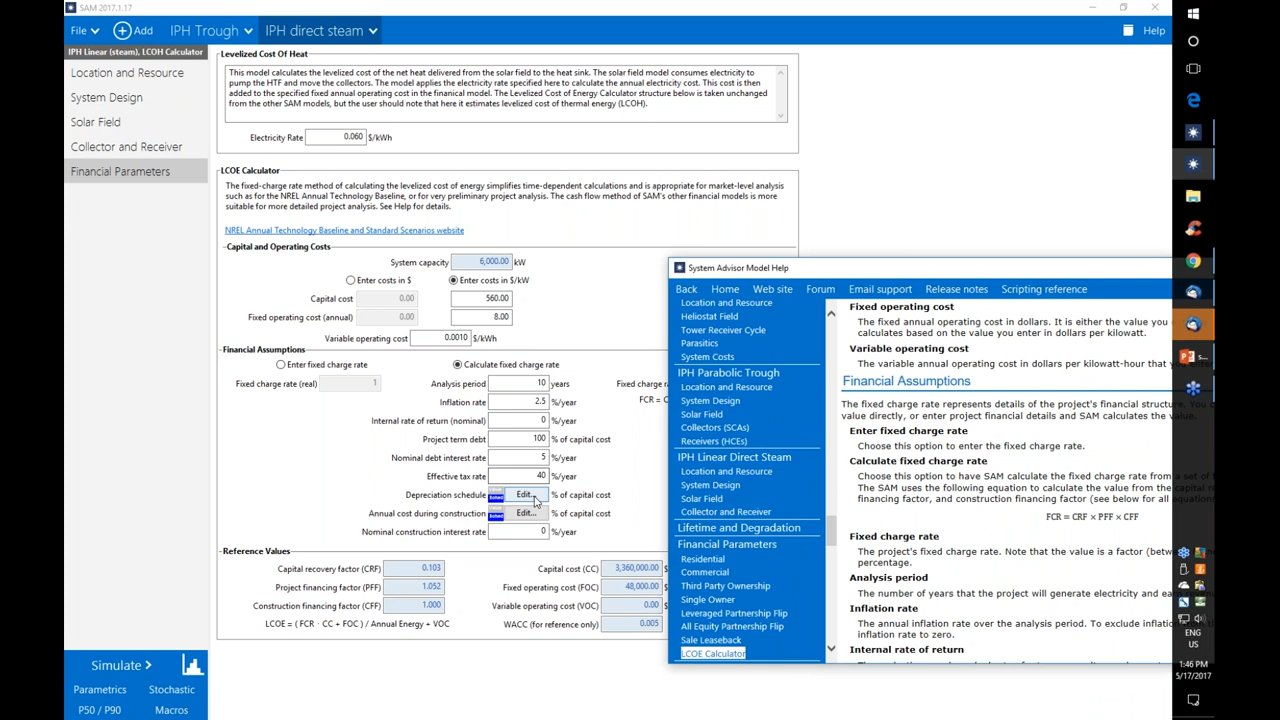 SAM 2017.1.17
File
Add
IPH Trough
IPH direct steam
Help
IPH Linear (steam), LCOH Calculator
Location and Resource
System Design
Solar Field
Collector and Receiver
Financial Parameters
Levelized Cost Of Heat
This model calculates the levelized cost of the net heat delivered from the solar field to the heat sink. The solar field model consumes electricity to
pump the HTF and move the collectors. The model applies the electricity rate specified here to calculate the annual electricity cost. This cost is then
added to the specified fixed annual operating cost in the finanical model. The Levelized Cost of Energy Calculator structure below is taken unchanged
from the other SAM models, but the user should note that here it estimates levelized cost of thermal energy (LCOH).
Electricity Rate 0.060 $/kWh
LCOE Calculator
The fixed-charge rate method of calculating the levelized cost of energy simplifies time-dependent calculations and is appropriate for market-level analysis
such as for the NREL Annual Technology Baseline, or for very preliminary project analysis. The cash flow method of SAM's other financial models is more
suitable for more detailed project analysis. See Help for details.
NREL Annual Technology Baseline and Standard Scenarios website
Capital and Operating Costs
System capacity 6,000.00 kW
Enter costs in $ Enter costs in $/kW
Capital cost 0.00 560.00
Fixed operating cost (annual) 0.00 8.00
Variable operating cost 0.0010 $/kWh
Financial Assumptions
Enter fixed charge rate Calculate fixed charge rate
Fixed charge rate (real) 1 Analysis period 10 years Fixed charge
Inflation rate 2.5 %/year FCR = C
Internal rate of return (nominal) 0 %/year
Project term debt 100 % of capital cost
Nominal debt interest rate 5 %/year
Effective tax rate 40 %/year
Depreciation schedule Edit... % of capital cost
Annual cost during construction Edit... % of capital cost
Nominal construction interest rate 0 %/year
Reference Values
Capital recovery factor (CRF) 0.103 Capital cost (CC) 3,360,000.00 $
Project financing factor (PFF) 1.052 Fixed operating cost (FOC) 48,000.00 $
Construction financing factor (CFF) 1.000 Variable operating cost (VOC) 0.00 $
LCOE = ( FCR · CC + FOC ) / Annual Energy + VOC WACC (for reference only) 0.005
Simulate >
Parametrics Stochastic
P50 / P90 Macros
System Advisor Model Help
Back Home Web site Forum Email support Release notes Scripting reference
Location and Resource
Heliostat Field
Tower Receiver Cycle
Parasitics
System Costs
IPH Parabolic Trough
Location and Resource
System Design
Solar Field
Collectors (SCAs)
Receivers (HCEs)
IPH Linear Direct Steam
Location and Resource
System Design
Solar Field
Collector and Receiver
Lifetime and Degradation
Financial Parameters
Residential
Commercial
Third Party Ownership
Single Owner
Leveraged Partnership Flip
All Equity Partnership Flip
Sale Leaseback
LCOE Calculator
Fixed operating cost
The fixed annual operating cost in dollars. It is either the value you
calculates based on the value you enter in dollars per kilowatt.
Variable operating cost
The variable annual operating cost in dollars per kilowatt-hour that you
Financial Assumptions
The fixed charge rate represents details of the project's financial structure. You
value directly, or enter project financial details and SAM calculates the value.
Enter fixed charge rate
Choose this option to enter the fixed charge rate.
Calculate fixed charge rate
Choose this option to have SAM calculate the fixed charge rate from a set of
The SAM uses the following equation to calculate the value from the capital
financing factor, and construction financing factor (see below for all equations
FCR = CRF × PFF × CFF
Fixed charge rate
The project's fixed charge rate. Note that the value is a factor (between
percentage.
Analysis period
The number of years that the project will generate electricity and
Inflation rate
The annual inflation rate over the analysis period. To exclude inflation
inflation rate to zero.
Internal rate of return
ENG
US
1:46 PM
5/17/2017